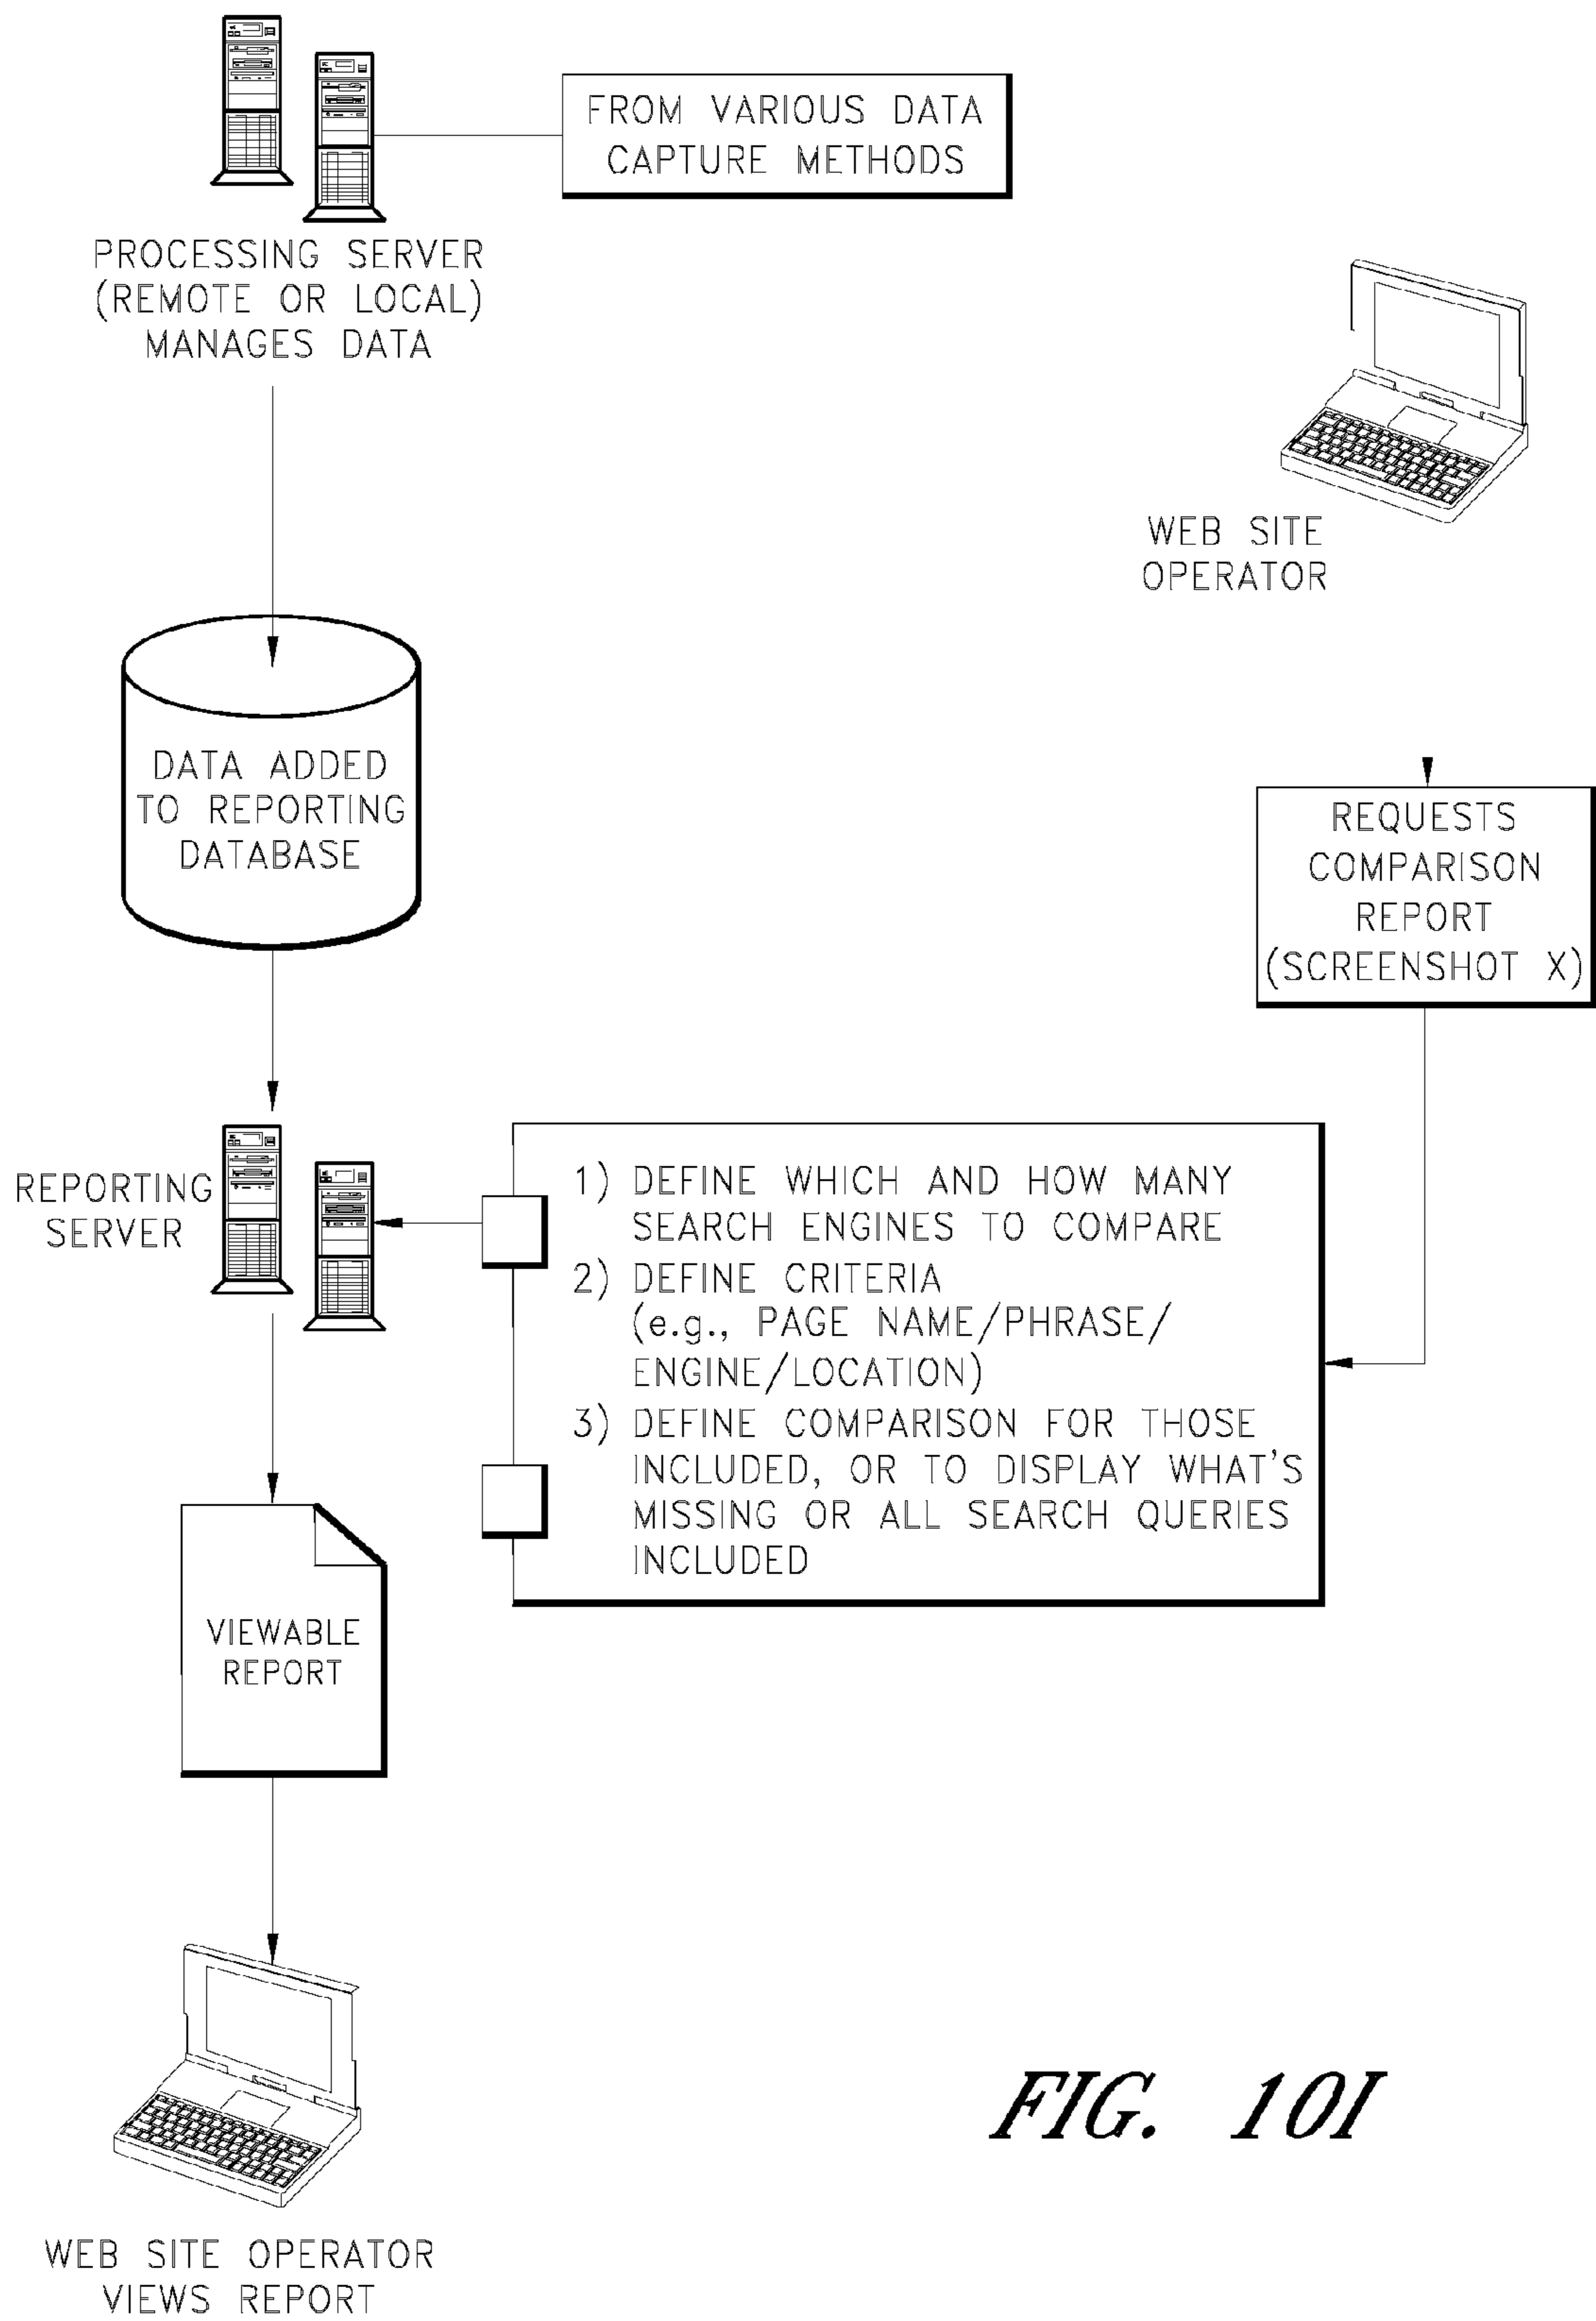 FROM VARIOUS DATA
CAPTURE METHODS
PROCESSING SERVER
(REMOTE OR LOCAL)
MANAGES DATA
WEB SITE
OPERATOR
DATA ADDED
TO REPORTING
DATABASE
REQUESTS
COMPARISON
REPORT
(SCREENSHOT X)
REPORTING
SERVER
1) DEFINE WHICH AND HOW MANY
SEARCH ENGINES TO COMPARE
2) DEFINE CRITERIA
(e.g., PAGE NAME/PHRASE/
ENGINE/LOCATION)
3) DEFINE COMPARISON FOR THOSE
INCLUDED, OR TO DISPLAY WHAT'S
MISSING OR ALL SEARCH QUERIES
INCLUDED
VIEWABLE
REPORT
WEB SITE OPERATOR
VIEWS REPORT
FIG. 10I